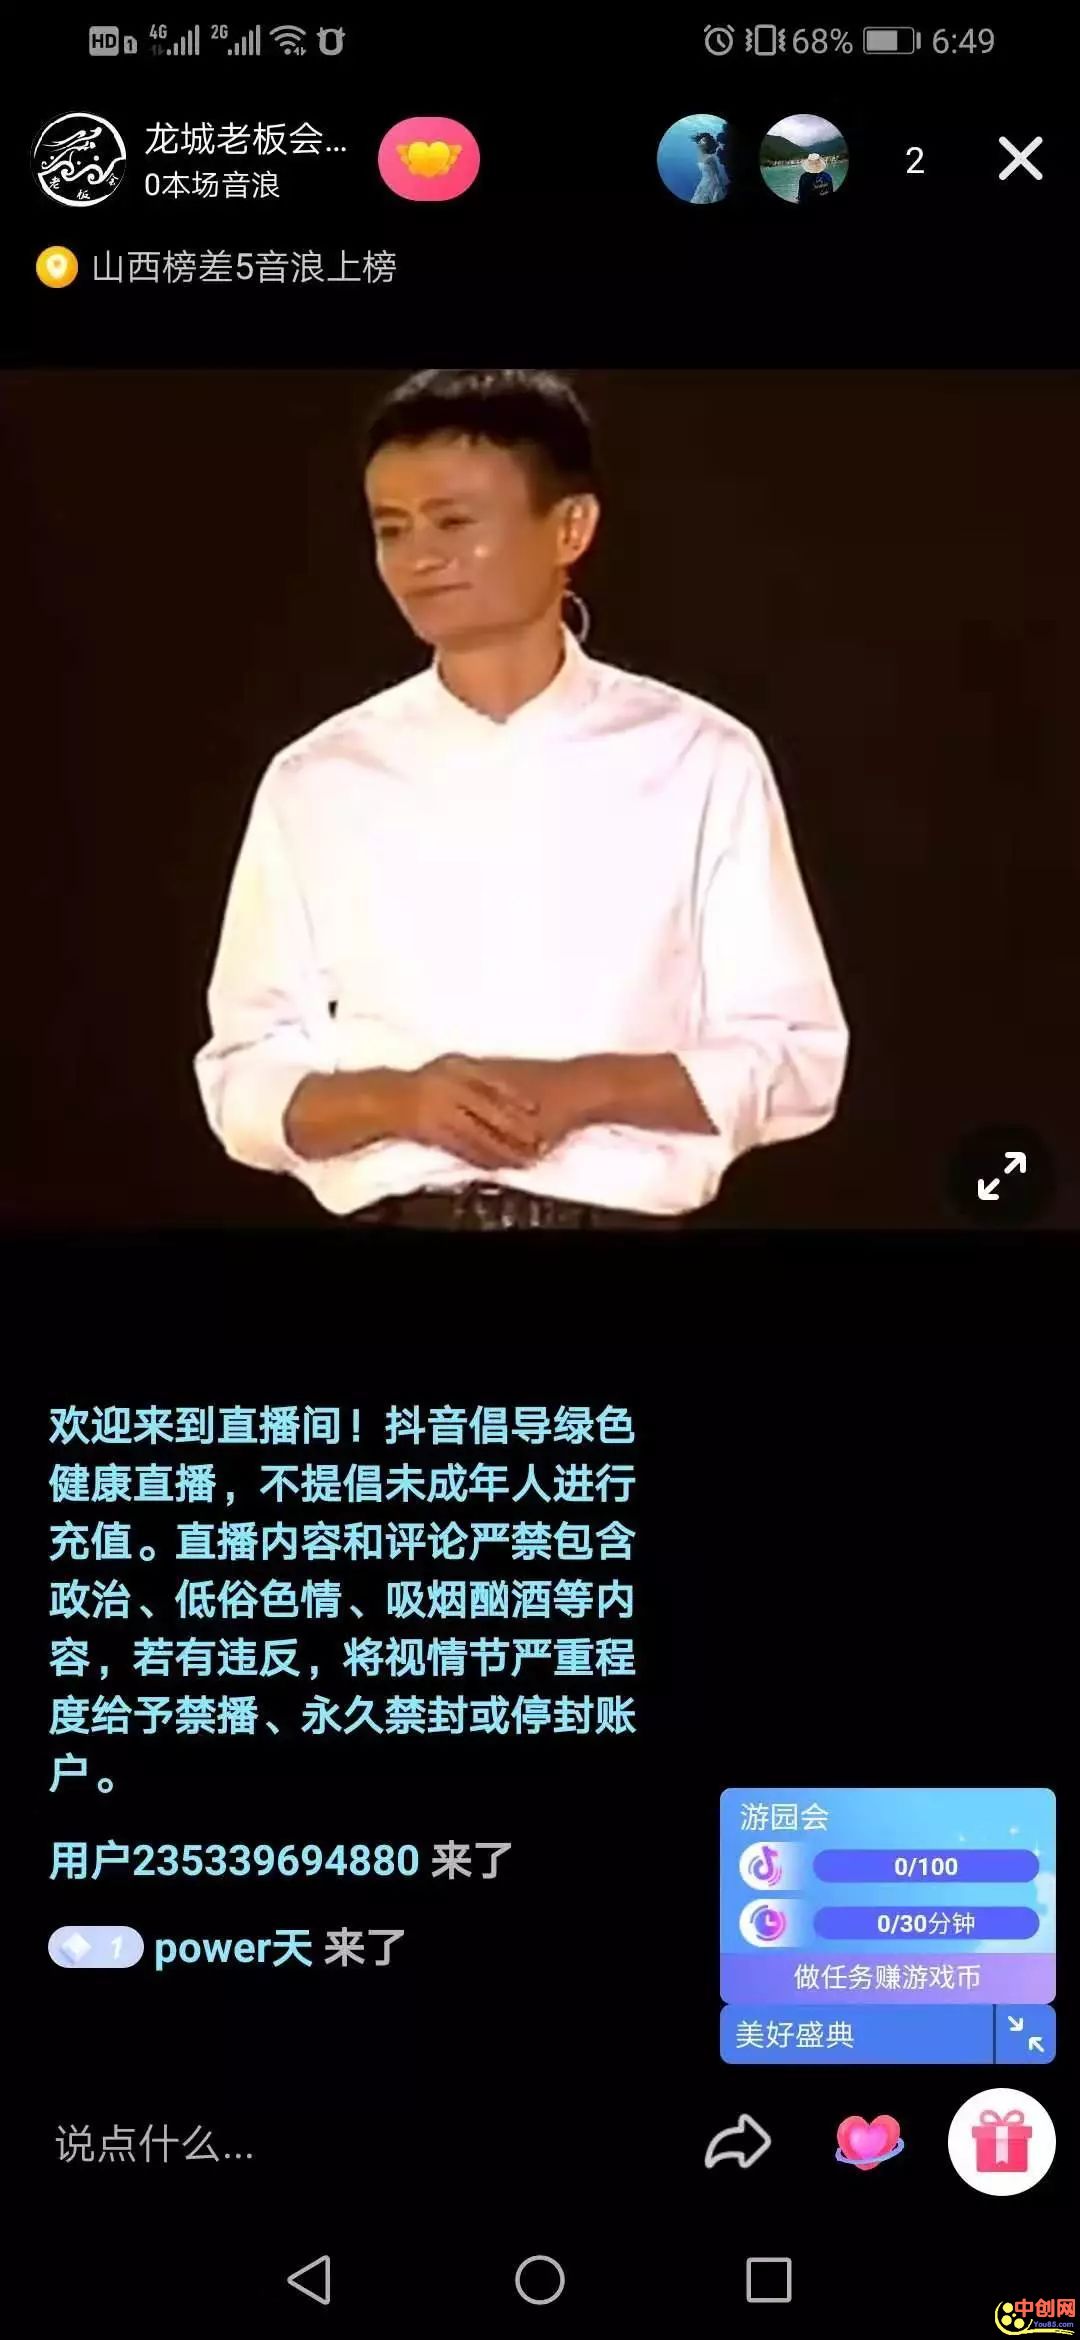 HD 1 4G 2G 68% 6:49
龙城老板会...
0本场音浪
2
山西榜差5音浪上榜
欢迎来到直播间！抖音倡导绿色
健康直播，不提倡未成年人进行
充值。直播内容和评论严禁包含
政治、低俗色情、吸烟酗酒等内
容，若有违反，将视情节严重程
度给予禁播、永久禁封或停封账
户。
用户235339694880 来了
1 power天 来了
游园会
0/100
0/30分钟
做任务赚游戏币
美好盛典
说点什么...
中创网
You85.com